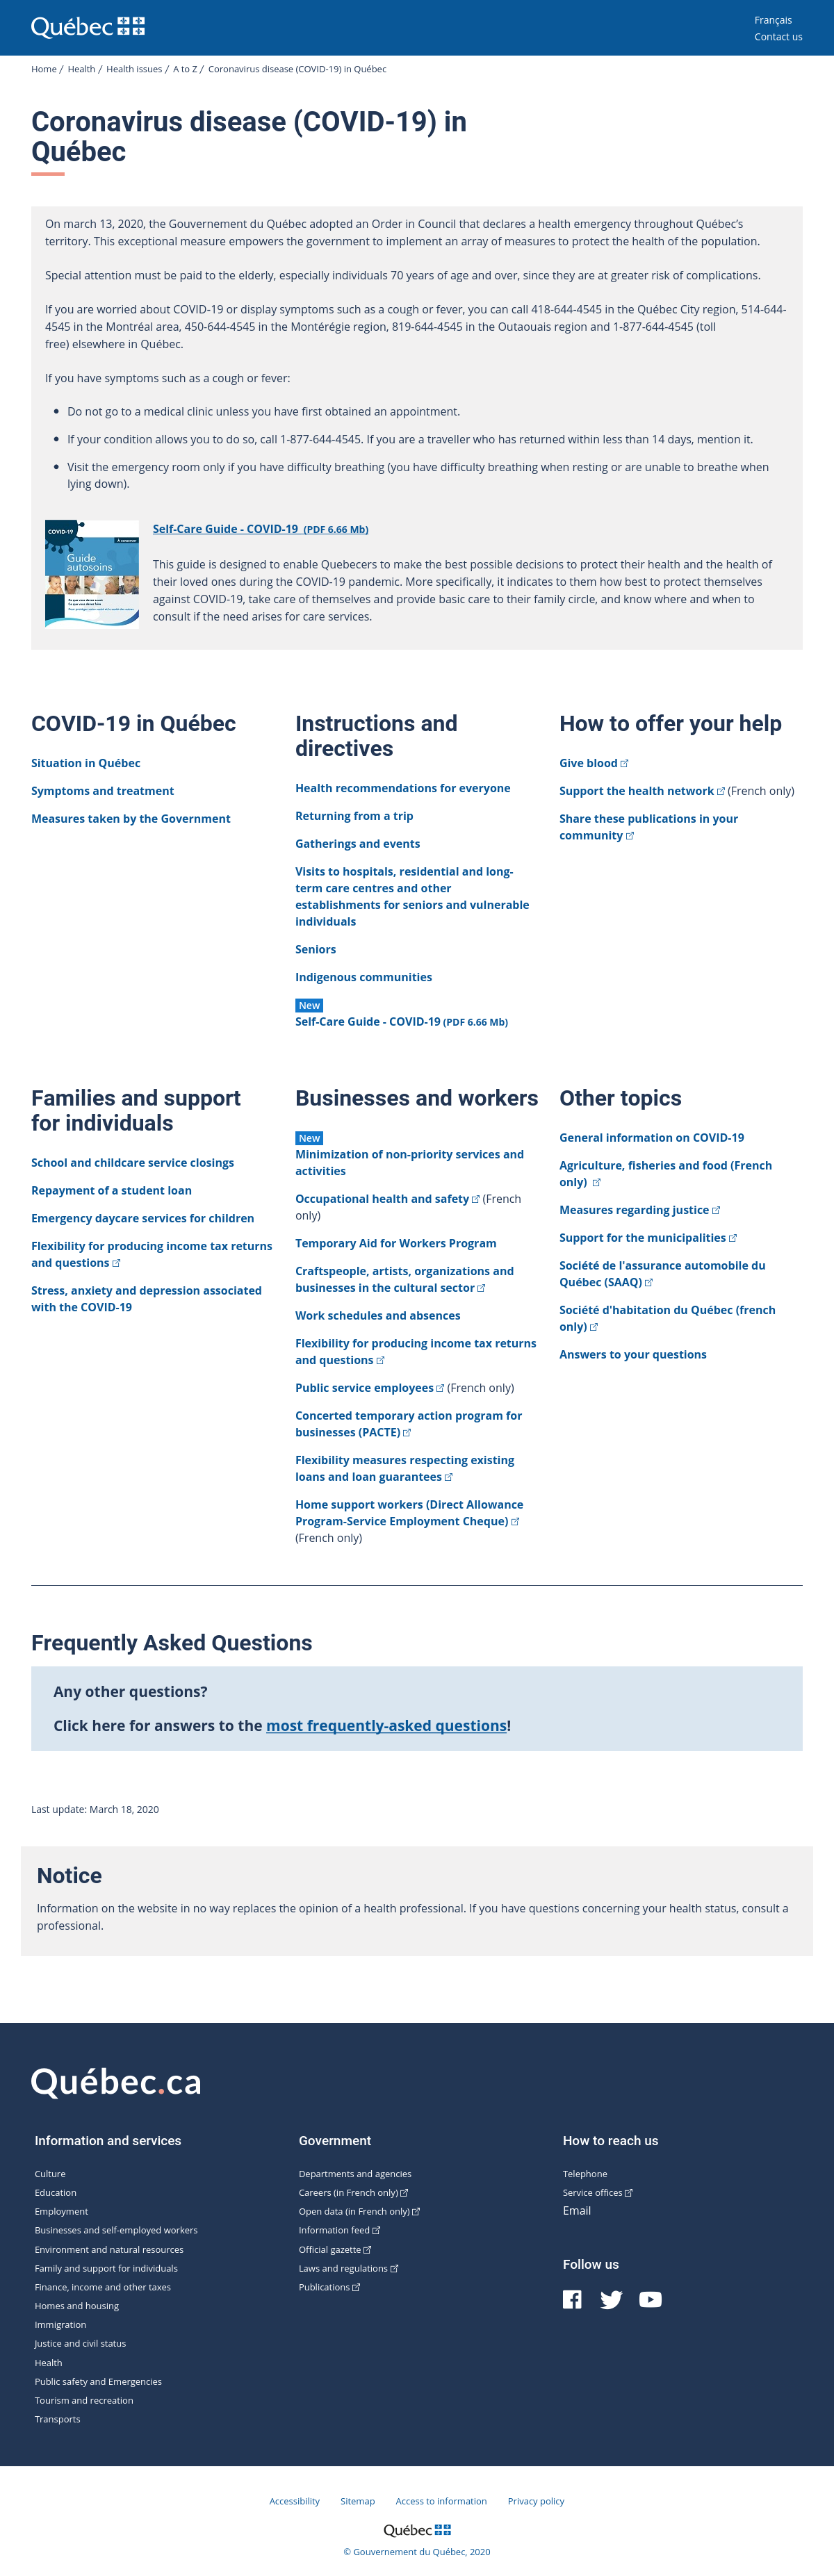 Québec
Français
Contact us
Home / Health / Health issues / A to Z / Coronavirus disease (COVID-19) in Québec
Coronavirus disease (COVID-19) in
Québec
On march 13, 2020, the Gouvernement du Québec adopted an Order in Council that declares a health emergency throughout Québec’s
territory. This exceptional measure empowers the government to implement an array of measures to protect the health of the population.
Special attention must be paid to the elderly, especially individuals 70 years of age and over, since they are at greater risk of complications.
If you are worried about COVID-19 or display symptoms such as a cough or fever, you can call 418-644-4545 in the Québec City region, 514-644-
4545 in the Montréal area, 450-644-4545 in the Montérégie region, 819-644-4545 in the Outaouais region and 1-877-644-4545 (toll
free) elsewhere in Québec.
If you have symptoms such as a cough or fever:
Do not go to a medical clinic unless you have first obtained an appointment.
If your condition allows you to do so, call 1-877-644-4545. If you are a traveller who has returned within less than 14 days, mention it.
Visit the emergency room only if you have difficulty breathing (you have difficulty breathing when resting or are unable to breathe when
lying down).
COVID-19
À conserver
Guide
autosoins
Self-Care Guide - COVID-19 (PDF 6.66 Mb)
This guide is designed to enable Quebecers to make the best possible decisions to protect their health and the health of
their loved ones during the COVID-19 pandemic. More specifically, it indicates to them how best to protect themselves
against COVID-19, take care of themselves and provide basic care to their family circle, and know where and when to
consult if the need arises for care services.
COVID-19 in Québec
Situation in Québec
Symptoms and treatment
Measures taken by the Government
Instructions and
directives
Health recommendations for everyone
Returning from a trip
Gatherings and events
Visits to hospitals, residential and long-
term care centres and other
establishments for seniors and vulnerable
individuals
Seniors
Indigenous communities
New
Self-Care Guide - COVID-19 (PDF 6.66 Mb)
How to offer your help
Give blood
Support the health network (French only)
Share these publications in your
community
Families and support
for individuals
School and childcare service closings
Repayment of a student loan
Emergency daycare services for children
Flexibility for producing income tax returns
and questions
Stress, anxiety and depression associated
with the COVID-19
Businesses and workers
New
Minimization of non-priority services and
activities
Occupational health and safety (French
only)
Temporary Aid for Workers Program
Craftspeople, artists, organizations and
businesses in the cultural sector
Work schedules and absences
Flexibility for producing income tax returns
and questions
Public service employees (French only)
Concerted temporary action program for
businesses (PACTE)
Flexibility measures respecting existing
loans and loan guarantees
Home support workers (Direct Allowance
Program-Service Employment Cheque)
(French only)
Other topics
General information on COVID-19
Agriculture, fisheries and food (French
only)
Measures regarding justice
Support for the municipalities
Société de l'assurance automobile du
Québec (SAAQ)
Société d'habitation du Québec (french
only)
Answers to your questions
Frequently Asked Questions
Any other questions?
Click here for answers to the most frequently-asked questions!
Last update: March 18, 2020
Notice
Information on the website in no way replaces the opinion of a health professional. If you have questions concerning your health status, consult a
professional.
Québec.ca
Information and services
Culture
Education
Employment
Businesses and self-employed workers
Environment and natural resources
Family and support for individuals
Finance, income and other taxes
Homes and housing
Immigration
Justice and civil status
Health
Public safety and Emergencies
Tourism and recreation
Transports
Government
Departments and agencies
Careers (in French only)
Open data (in French only)
Information feed
Official gazette
Laws and regulations
Publications
How to reach us
Telephone
Service offices
Email
Follow us
Accessibility
Sitemap
Access to information
Privacy policy
Québec
© Gouvernement du Québec, 2020